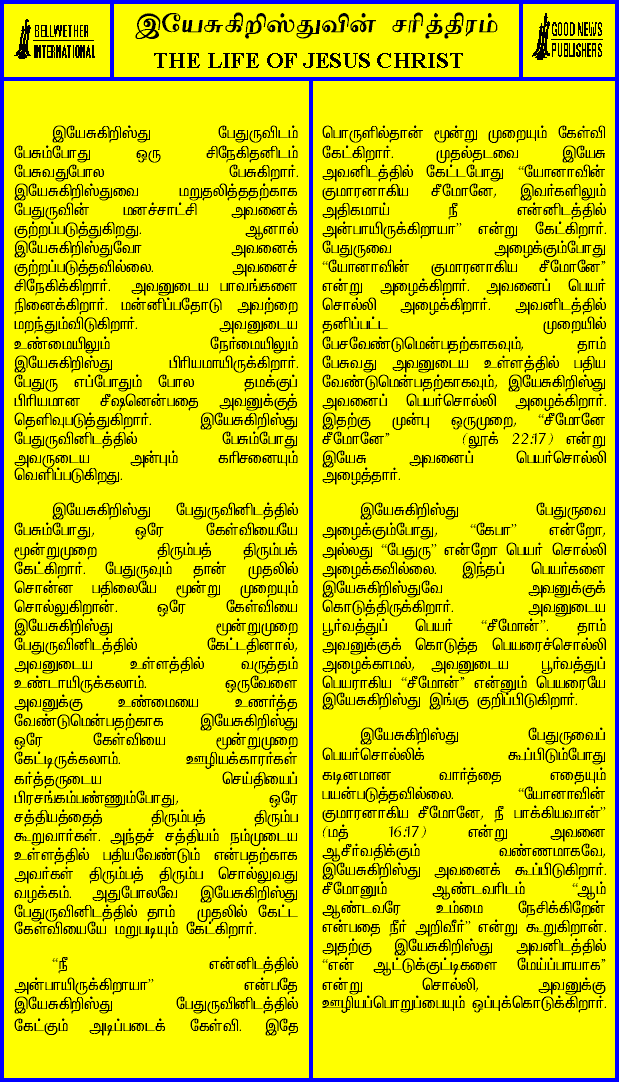 BELLWETHER
INTERNATIONAL
இயேசுகிறிஸ்துவின் சரித்திரம்
THE LIFE OF JESUS CHRIST
GOOD NEWS
PUBLISHERS
இயேசுகிறிஸ்து பேதுருவிடம்
பேசும்போது ஒரு சிநேகிதனிடம்
பேசுவதுபோல பேசுகிறார்.
இயேசுகிறிஸ்துவை மறுதலித்ததற்காக
பேதுருவின் மனச்சாட்சி அவனைக்
குற்றப்படுத்துகிறது. ஆனால்
இயேசுகிறிஸ்துவோ அவனைக்
குற்றப்படுத்தவில்லை. அவனைச்
சிநேகிக்கிறார். அவனுடைய பாவங்களை
நினைக்கிறார். மன்னிப்பதோடு அவற்றை
மறந்தும்விடுகிறார். அவனுடைய
உண்மையிலும் நேர்மையிலும்
இயேசுகிறிஸ்து பிரியமாயிருக்கிறார்.
பேதுரு எப்போதும் போல தமக்குப்
பிரியமான சீஷனென்பதை அவனுக்குத்
தெளிவுபடுத்துகிறார். இயேசுகிறிஸ்து
பேதுருவினிடத்தில் பேசும்போது
அவருடைய அன்பும் கரிசனையும்
வெளிப்படுகிறது.
இயேசுகிறிஸ்து பேதுருவினிடத்தில்
பேசும்போது, ஒரே கேள்வியையே
மூன்றுமுறை திரும்பத் திரும்பக்
கேட்கிறார். பேதுருவும் தான் முதலில்
சொன்ன பதிலையே மூன்று முறையும்
சொல்லுகிறான். ஒரே கேள்வியை
இயேசுகிறிஸ்து மூன்றுமுறை
பேதுருவினிடத்தில் கேட்டதினால்,
அவனுடைய உள்ளத்தில் வருத்தம்
உண்டாயிருக்கலாம். ஒருவேளை
அவனுக்கு உண்மையை உணர்த்த
வேண்டுமென்பதற்காக இயேசுகிறிஸ்து
ஒரே கேள்வியை மூன்றுமுறை
கேட்டிருக்கலாம். ஊழியக்காரர்கள்
கர்த்தருடைய செய்தியைப்
பிரசங்கம்பண்ணும்போது, ஒரே
சத்தியத்தைத் திரும்பத் திரும்ப
கூறுவார்கள். அந்தச் சத்தியம் நம்முடைய
உள்ளத்தில் பதியவேண்டும் என்பதற்காக
அவர்கள் திரும்பத் திரும்ப சொல்லுவது
வழக்கம். அதுபோலவே இயேசுகிறிஸ்து
பேதுருவினிடத்தில் தாம் முதலில் கேட்ட
கேள்வியையே மறுபடியும் கேட்கிறார்.
“நீ என்னிடத்தில்
அன்பாயிருக்கிறாயா” என்பதே
இயேசுகிறிஸ்து பேதுருவினிடத்தில்
கேட்கும் அடிப்படைக் கேள்வி. இதே
பொருளில்தான் மூன்று முறையும் கேள்வி
கேட்கிறார். முதல்தடவை இயேசு
அவனிடத்தில் கேட்டபோது “யோனாவின்
குமாரனாகிய சீமோனே, இவர்களிலும்
அதிகமாய் நீ என்னிடத்தில்
அன்பாயிருக்கிறாயா” என்று கேட்கிறார்.
பேதுருவை அழைக்கும்போது
“யோனாவின் குமாரனாகிய சீமோனே”
என்று அழைக்கிறார். அவனைப் பெயர்
சொல்லி அழைக்கிறார். அவனிடத்தில்
தனிப்பட்ட முறையில்
பேசவேண்டுமென்பதற்காகவும், தாம்
பேசுவது அவனுடைய உள்ளத்தில் பதிய
வேண்டுமென்பதற்காகவும், இயேசுகிறிஸ்து
அவனைப் பெயர்சொல்லி அழைக்கிறார்.
இதற்கு முன்பு ஒருமுறை, “சீமோனே
சீமோனே” (லூக் 22:17) என்று
இயேசு அவனைப் பெயர்சொல்லி
அழைத்தார்.
இயேசுகிறிஸ்து பேதுருவை
அழைக்கும்போது, “கேபா” என்றோ,
அல்லது “பேதுரு” என்றோ பெயர் சொல்லி
அழைக்கவில்லை. இந்தப் பெயர்களை
இயேசுகிறிஸ்துவே அவனுக்குக்
கொடுத்திருக்கிறார். அவனுடைய
பூர்வத்துப் பெயர் “சீமோன்”. தாம்
அவனுக்குக் கொடுத்த பெயரைச்சொல்லி
அழைக்காமல், அவனுடைய பூர்வத்துப்
பெயராகிய “சீமோன்” என்னும் பெயரையே
இயேசுகிறிஸ்து இங்கு குறிப்பிடுகிறார்.
இயேசுகிறிஸ்து பேதுருவைப்
பெயர்சொல்லிக் கூப்பிடும்போது
கடினமான வார்த்தை எதையும்
பயன்படுத்தவில்லை. “யோனாவின்
குமாரனாகிய சீமோனே, நீ பாக்கியவான்”
(மத் 16:17) என்று அவனை
ஆசீர்வதிக்கும் வண்ணமாகவே,
இயேசுகிறிஸ்து அவனைக் கூப்பிடுகிறார்.
சீமோனும் ஆண்டவரிடம் “ஆம்
ஆண்டவரே உம்மை நேசிக்கிறேன்
என்பதை நீர் அறிவீர்” என்று கூறுகிறான்.
அதற்கு இயேசுகிறிஸ்து அவனிடத்தில்
“என் ஆட்டுக்குட்டிகளை மேய்ப்பாயாக”
என்று சொல்லி, அவனுக்கு
ஊழியப்பொறுப்பையும் ஒப்புக்கொடுக்கிறார்.